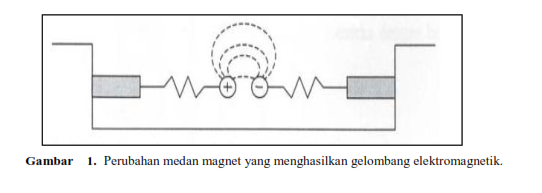 + −
Gambar 1. Perubahan medan magnet yang menghasilkan gelombang elektromagnetik.